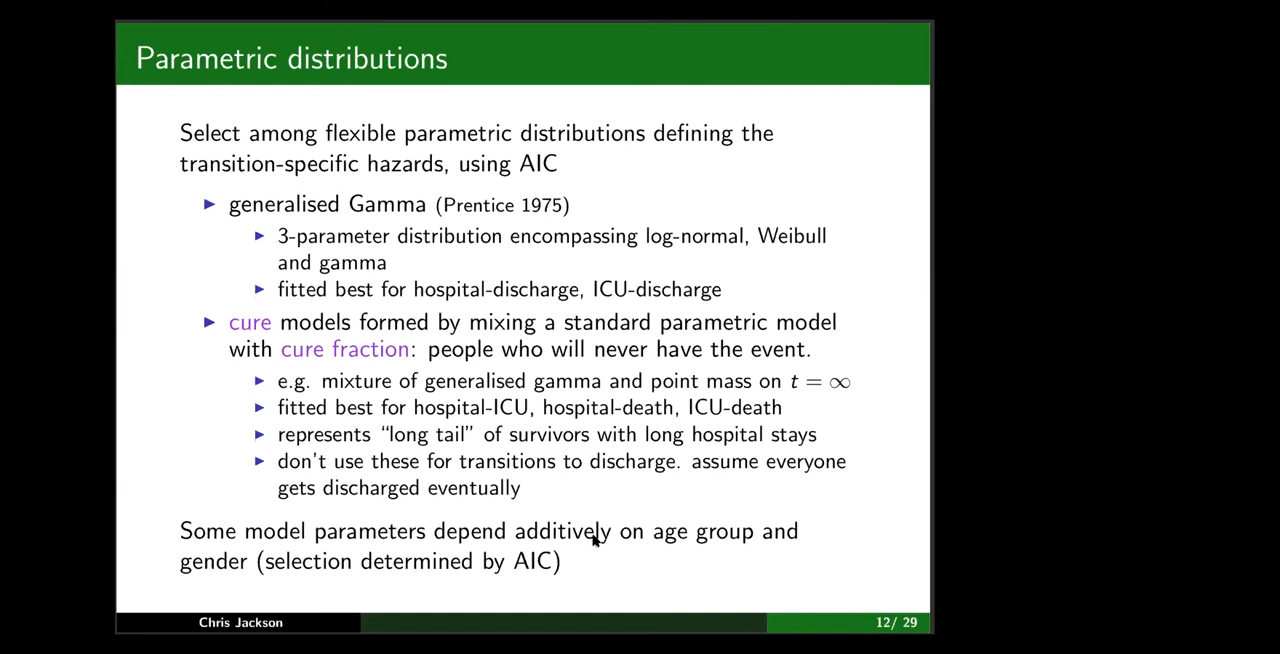 Parametric distributions
Select among flexible parametric distributions defining the
transition-specific hazards, using AIC
▶ generalised Gamma (Prentice 1975)
▶ 3-parameter distribution encompassing log-normal, Weibull
and gamma
▶ fitted best for hospital-discharge, ICU-discharge
▶ cure models formed by mixing a standard parametric model
with cure fraction: people who will never have the event.
▶ e.g. mixture of generalised gamma and point mass on t = ∞
▶ fitted best for hospital-ICU, hospital-death, ICU-death
▶ represents “long tail” of survivors with long hospital stays
▶ don’t use these for transitions to discharge. assume everyone
gets discharged eventually
Some model parameters depend additively on age group and
gender (selection determined by AIC)
Chris Jackson
12/ 29